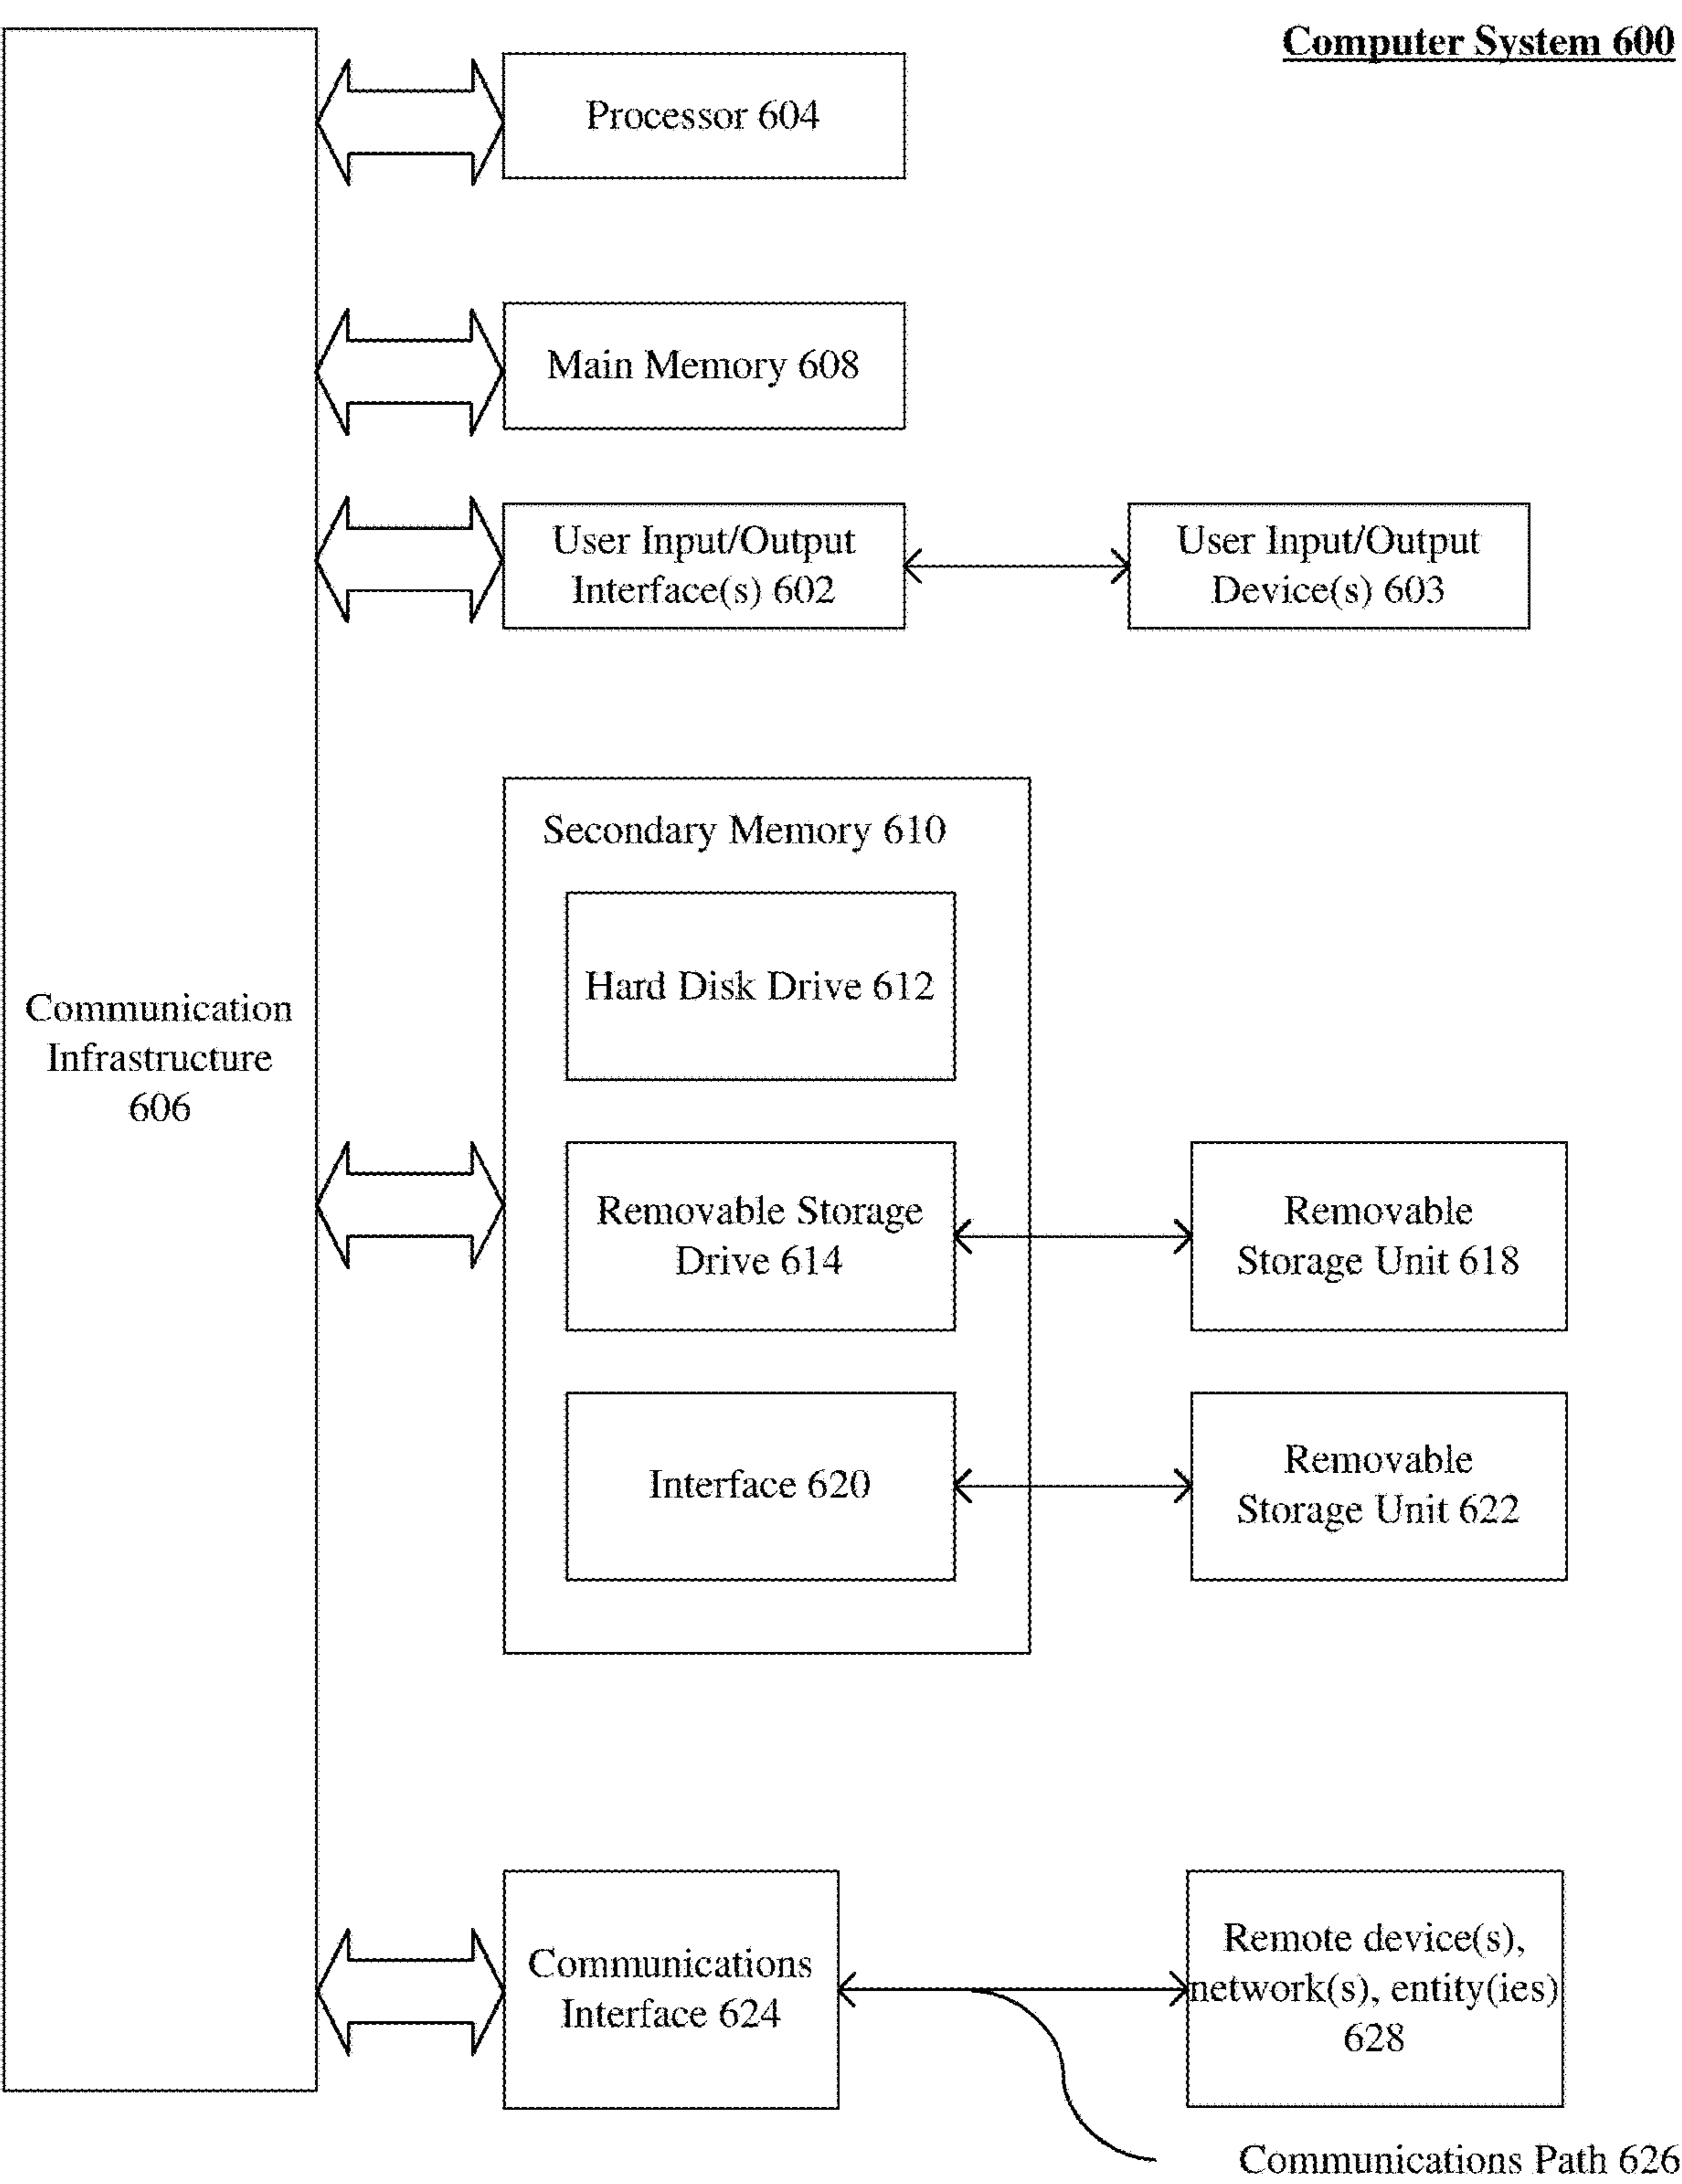 Computer System 600
Processor 604
Main Memory 608
User Input/Output
Interface(s) 602
User Input/Output
Device(s) 603
Secondary Memory 610
Hard Disk Drive 612
Communication
Infrastructure
606
Removable Storage
Drive 614
Removable
Storage Unit 618
Interface 620
Removable
Storage Unit 622
Communications
Interface 624
Remote device(s),
network(s), entity(ies)
628
Communications Path 626